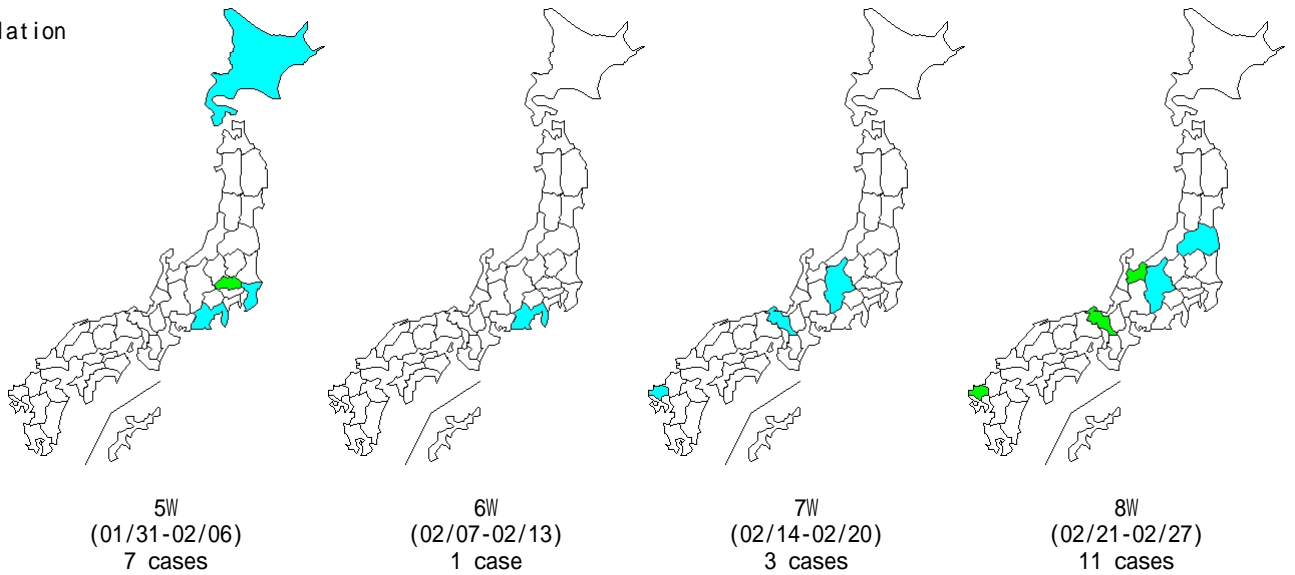 lation
5W
(01/31-02/06)
7 cases
6W
(02/07-02/13)
1 case
7W
(02/14-02/20)
3 cases
8W
(02/21-02/27)
11 cases